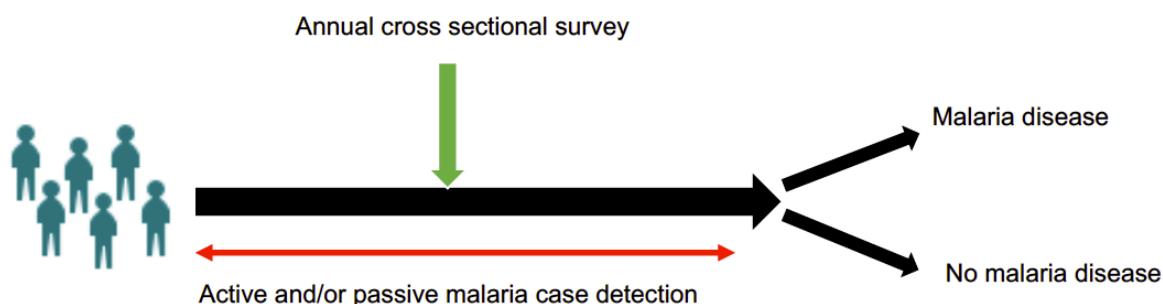 Annual cross sectional survey
Malaria disease
No malaria disease
Active and/or passive malaria case detection